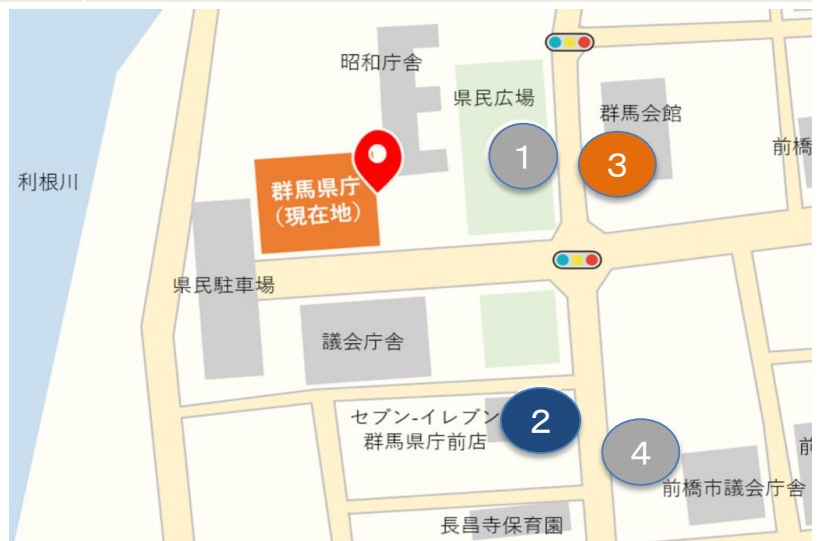 昭和庁舎
県民広場
群馬会館
1
3
前橋
利根川
群馬県庁
(現在地)
県民駐車場
議会庁舎
セブン-イレブン
群馬県庁前店
2
4
前
前橋市議会庁舎
長昌寺保育園